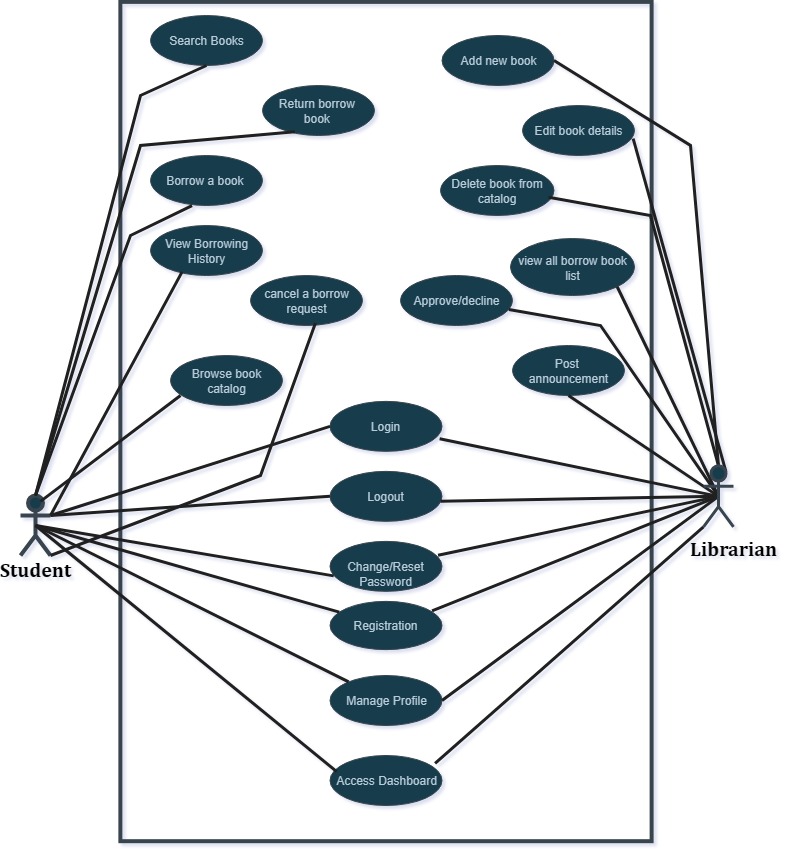 Search Books
Add new book
Return borrow
book
Edit book details
Borrow a book
Delete book from
catalog
View Borrowing
History
view all borrow book
list
cancel a borrow
request
Approve/decline
Browse book
catalog
Post
announcement
Login
Logout
Student
Librarian
Change/Reset
Password
Registration
Manage Profile
Access Dashboard